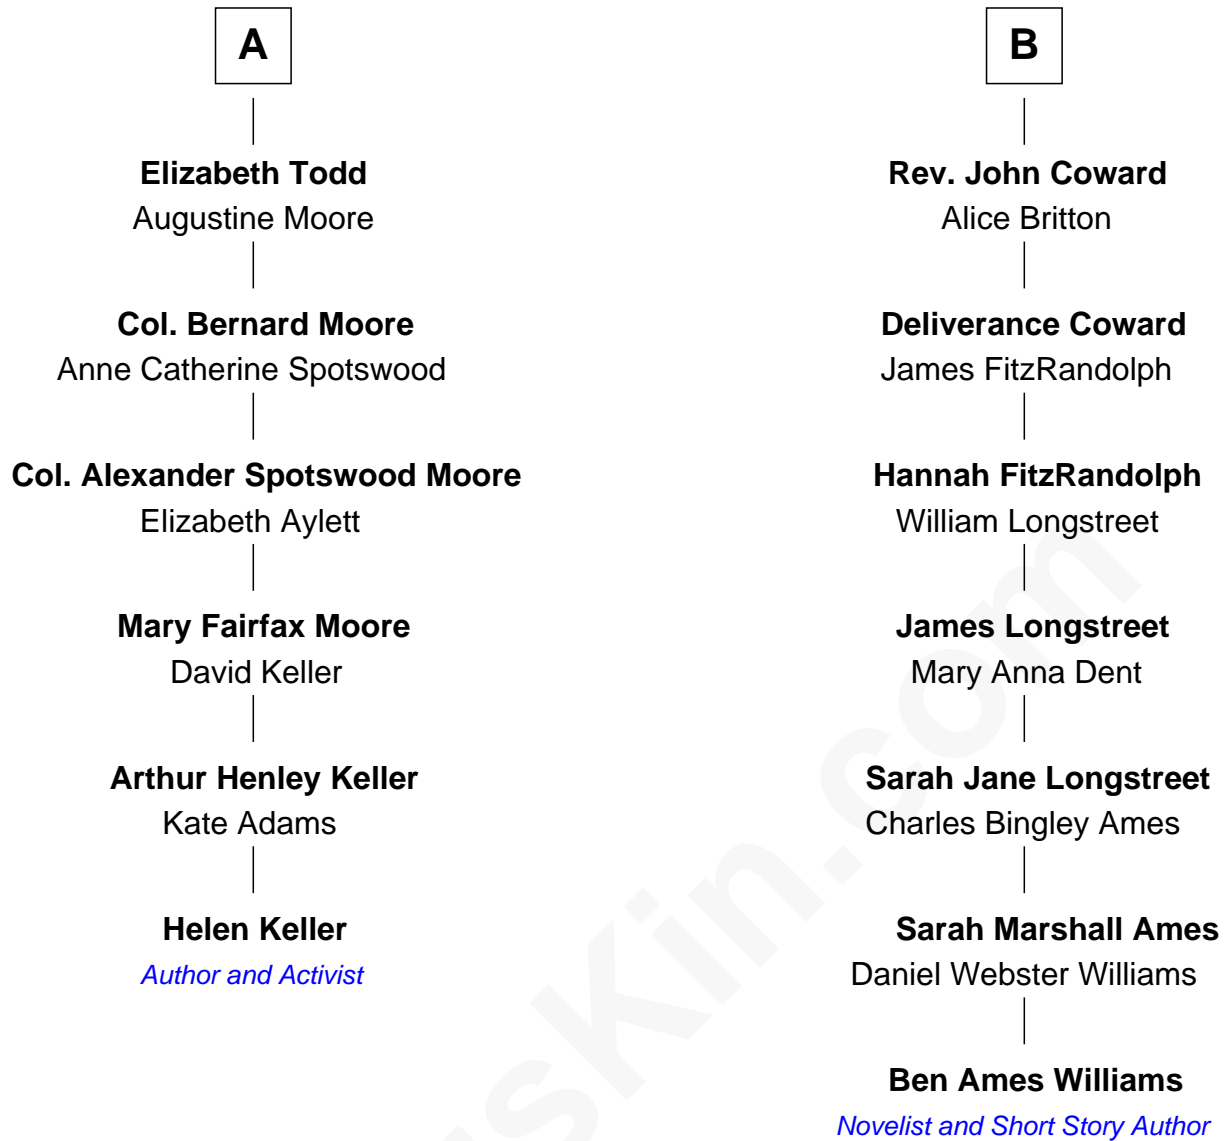 A
Elizabeth Todd
Augustine Moore
Col. Bernard Moore
Anne Catherine Spotswood
Col. Alexander Spotswood Moore
Elizabeth Aylett
Mary Fairfax Moore
David Keller
Arthur Henley Keller
Kate Adams
Helen Keller
Author and Activist
B
Rev. John Coward
Alice Britton
Deliverance Coward
James FitzRandolph
Hannah FitzRandolph
William Longstreet
James Longstreet
Mary Anna Dent
Sarah Jane Longstreet
Charles Bingley Ames
Sarah Marshall Ames
Daniel Webster Williams
Ben Ames Williams
Novelist and Short Story Author